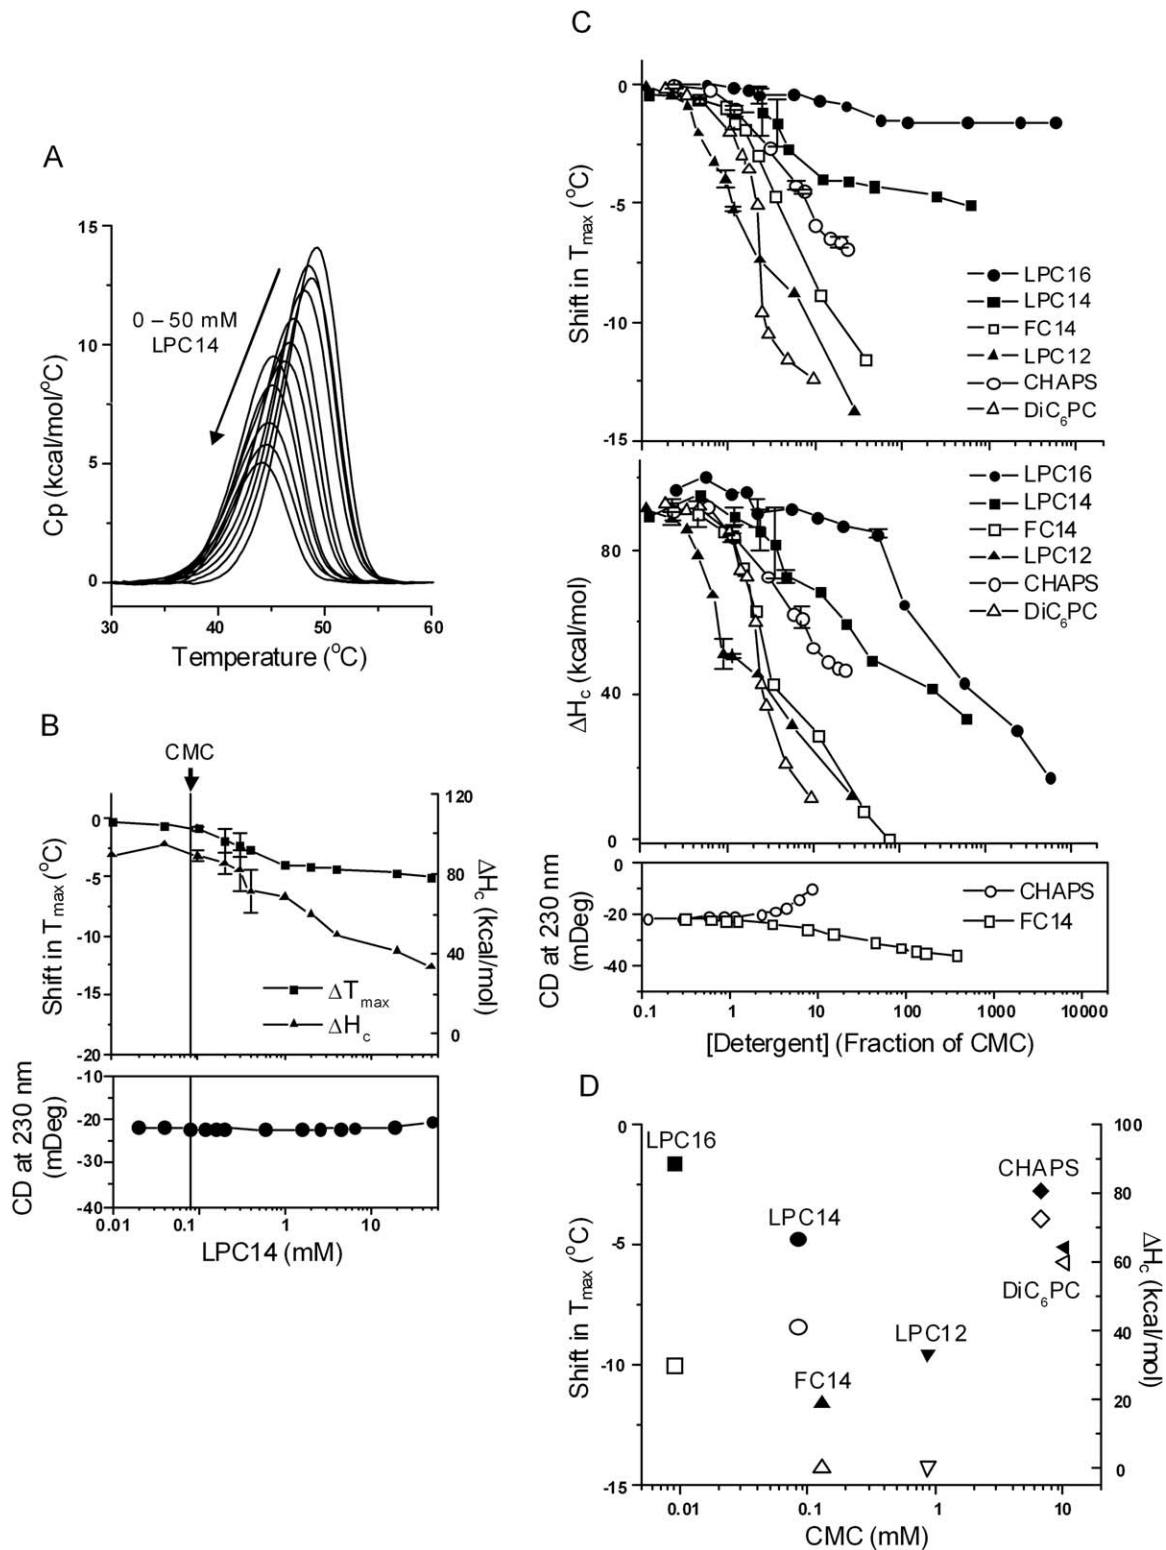 A
15
10
5
0
Cp (kcal/mol/°C)
0 – 50 mM
LPC14
30
40
50
60
Temperature (°C)
B
CMC
0
-5
-10
-15
-20
Shift in Tmax (°C)
120
80
40
0
ΔHc (kcal/mol)
ΔTmax
ΔHc
-10
-20
-30
-40
CD at 230 nm
(mDeg)
0.01
0.1
1
10
LPC14 (mM)
C
0
-5
-10
-15
Shift in Tmax (°C)
LPC16
LPC14
FC14
LPC12
CHAPS
DiC6PC
80
40
0
ΔHc (kcal/mol)
LPC16
LPC14
FC14
LPC12
CHAPS
DiC6PC
0
-20
-40
CD at 230 nm
(mDeg)
CHAPS
FC14
0.1
1
10
100
1000
10000
[Detergent] (Fraction of CMC)
D
0
-5
-10
-15
Shift in Tmax (°C)
LPC16
LPC14
FC14
LPC12
CHAPS
DiC6PC
100
80
60
40
20
0
ΔHc (kcal/mol)
0.01
0.1
1
10
CMC (mM)